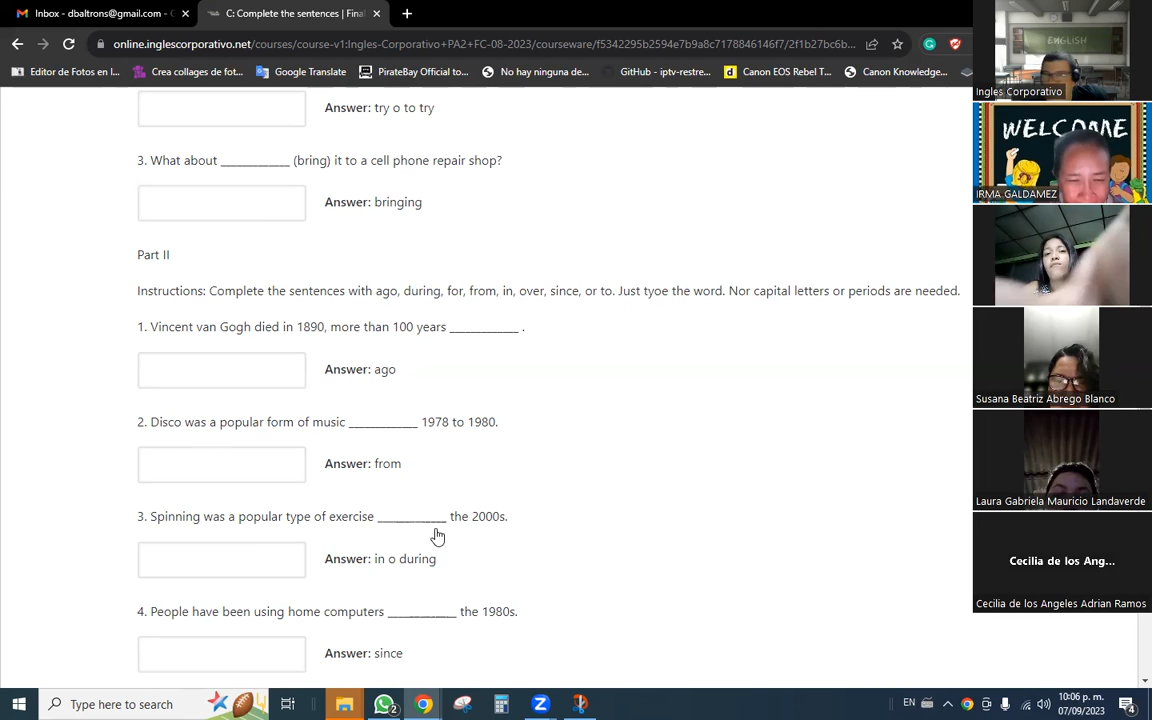 Inbox - dbaltrons@gmail.com -
C: Complete the sentences | Fina
online.inglescorporativo.net/courses/course-v1:Ingles-Corporativo+PA2+FC-08-2023/courseware/f5342295b2594e7b9a8c7178846146f7/2f1b27bc6b...
Editor de Fotos en l...
Crea collages de fot...
Google Translate
PirateBay Official to...
No hay ninguna de...
GitHub - iptv-restre...
Canon EOS Rebel T...
Canon Knowledge...
Answer: try o to try
3. What about ____________ (bring) it to a cell phone repair shop?
Answer: bringing
Part II
Instructions: Complete the sentences with ago, during, for, from, in, over, since, or to. Just tyoe the word. Nor capital letters or periods are needed.
1. Vincent van Gogh died in 1890, more than 100 years ____________ .
Answer: ago
2. Disco was a popular form of music ____________ 1978 to 1980.
Answer: from
3. Spinning was a popular type of exercise ____________ the 2000s.
Answer: in o during
4. People have been using home computers ____________ the 1980s.
Answer: since
ENGLISH
Ingles Corporativo
WELCOME
IRMA GALDAMEZ
Susana Beatriz Abrego Blanco
Laura Gabriela Mauricio Landaverde
Cecilia de los Ang...
Cecilia de los Angeles Adrian Ramos
Type here to search
2
EN
10:06 p. m.
07/09/2023
4